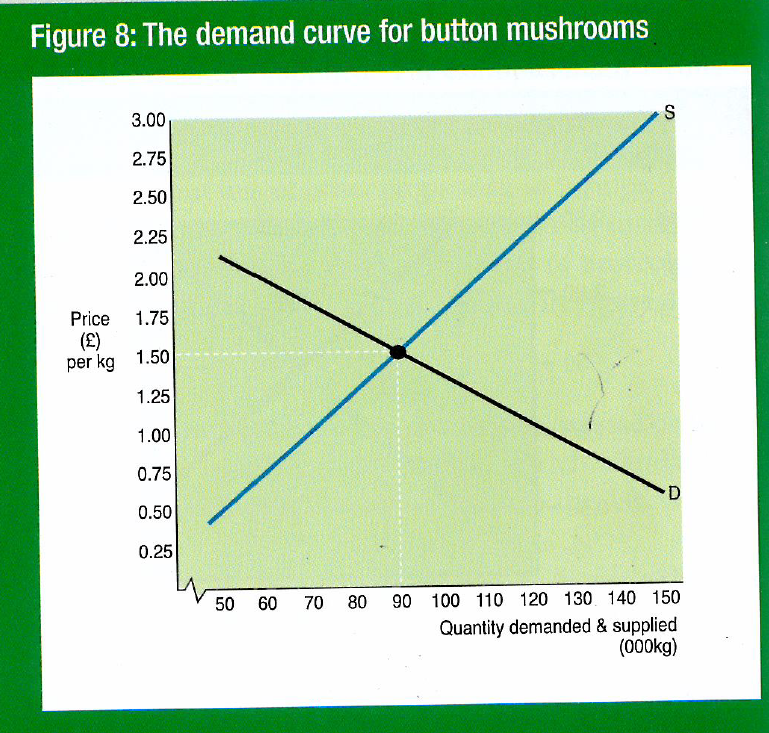 Figure 8: The demand curve for button mushrooms
3.00
S
2.75
2.50
2.25
2.00
Price
(£)
per kg
1.75
1.50
1.25
1.00
0.75
D
0.50
0.25
50 60 70 80 90 100 110 120 130 140 150
Quantity demanded & supplied
(000kg)